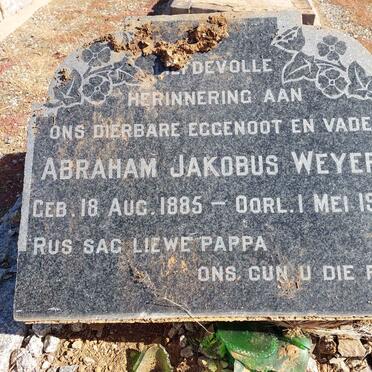 HERINNERING AAN
ONS DIERBARE EGGENOOT EN VADE
ABRAHAM JAKOBUS WEYE
GEB. 18 AUG. 1885 – OORL. 1 MEI 19
RUS SAG LIEWE PAPPA
ONS GUN U DIE